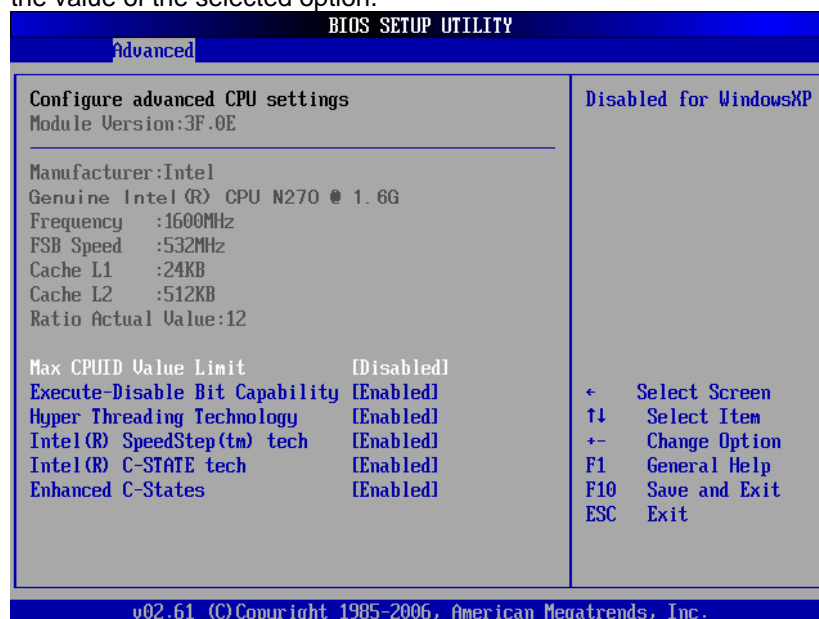 the value of the selected option.
BIOS SETUP UTILITY
Advanced
Configure advanced CPU settings
Module Version:3F.0E
Manufacturer:Intel
Genuine Intel(R) CPU N270 @ 1.6G
Frequency :1600MHz
FSB Speed :532MHz
Cache L1 :24KB
Cache L2 :512KB
Ratio Actual Value:12
Max CPUID Value Limit [Disabled]
Execute-Disable Bit Capability [Enabled]
Hyper Threading Technology [Enabled]
Intel(R) SpeedStep(tm) tech [Enabled]
Intel(R) C-STATE tech [Enabled]
Enhanced C-States [Enabled]
Disabled for WindowsXP
← Select Screen
↑↓ Select Item
+- Change Option
F1 General Help
F10 Save and Exit
ESC Exit
v02.61 (C)Copyright 1985-2006, American Megatrends, Inc.